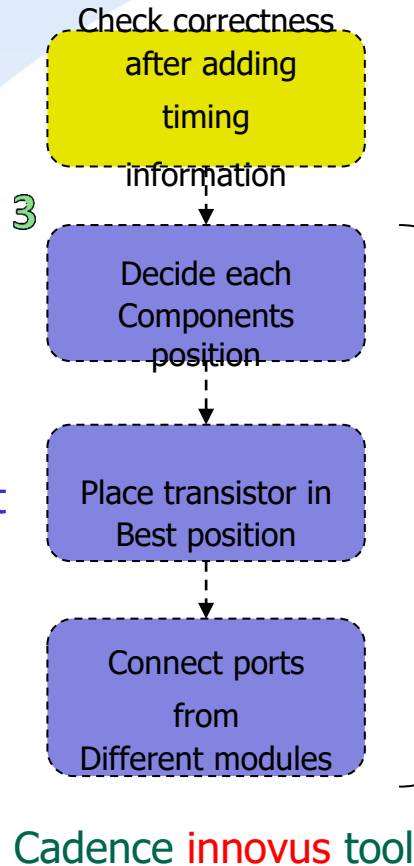 Check correctness
after adding
timing
information
3
Decide each
Components
position
t
Place transistor in
Best position
Connect ports
from
Different modules
Cadence innovus tool